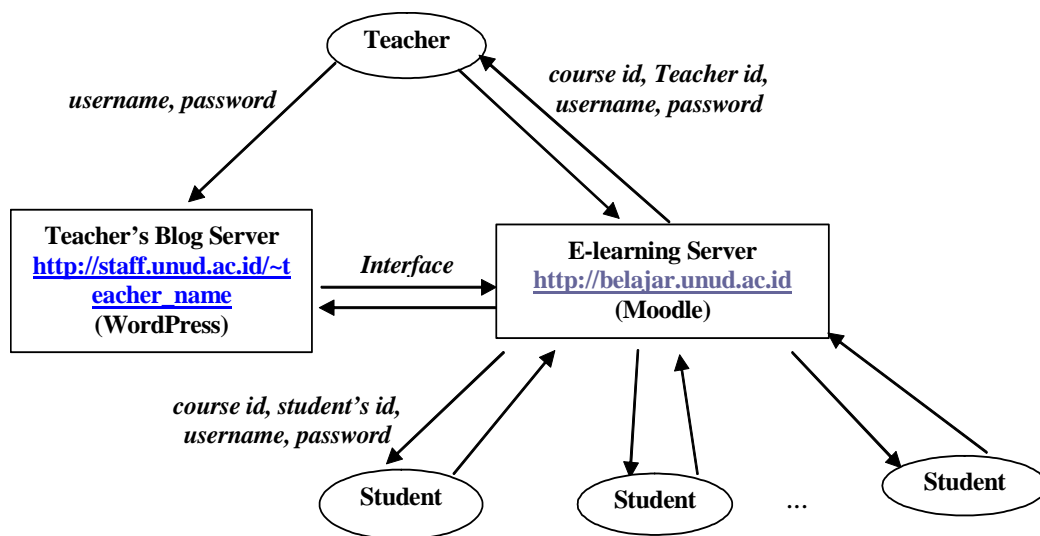 Teacher
course id, Teacher id,
username, password
username, password
Teacher’s Blog Server
http://staff.unud.ac.id/~t
eacher_name
(WordPress)
Interface
E-learning Server
http://belajar.unud.ac.id
(Moodle)
course id, student’s id,
username, password
Student
Student
...
Student